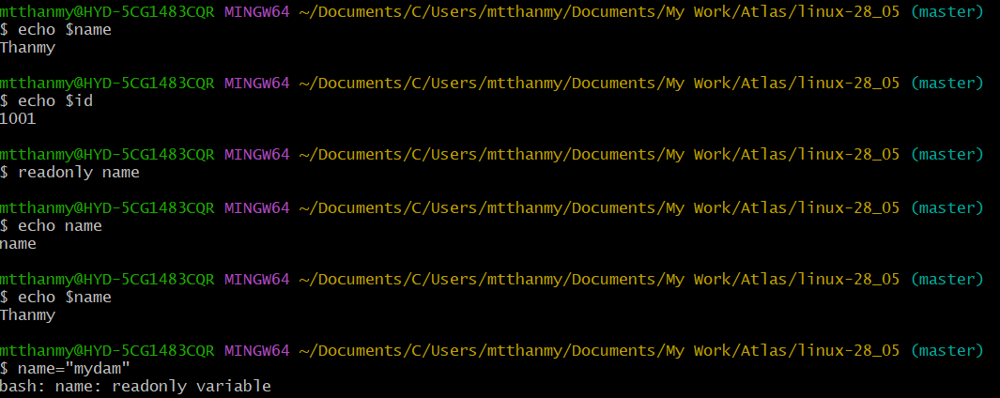 mtthanmy@HYD-5CG1483CQR MINGW64 ~/Documents/C/Users/mtthanmy/Documents/My Work/Atlas/linux-28_05 (master)
$ echo $name
Thanmy
mtthanmy@HYD-5CG1483CQR MINGW64 ~/Documents/C/Users/mtthanmy/Documents/My Work/Atlas/linux-28_05 (master)
$ echo $id
1001
mtthanmy@HYD-5CG1483CQR MINGW64 ~/Documents/C/Users/mtthanmy/Documents/My Work/Atlas/linux-28_05 (master)
$ readonly name
mtthanmy@HYD-5CG1483CQR MINGW64 ~/Documents/C/Users/mtthanmy/Documents/My Work/Atlas/linux-28_05 (master)
$ echo name
name
mtthanmy@HYD-5CG1483CQR MINGW64 ~/Documents/C/Users/mtthanmy/Documents/My Work/Atlas/linux-28_05 (master)
$ echo $name
Thanmy
mtthanmy@HYD-5CG1483CQR MINGW64 ~/Documents/C/Users/mtthanmy/Documents/My Work/Atlas/linux-28_05 (master)
$ name="mydam"
bash: name: readonly variable